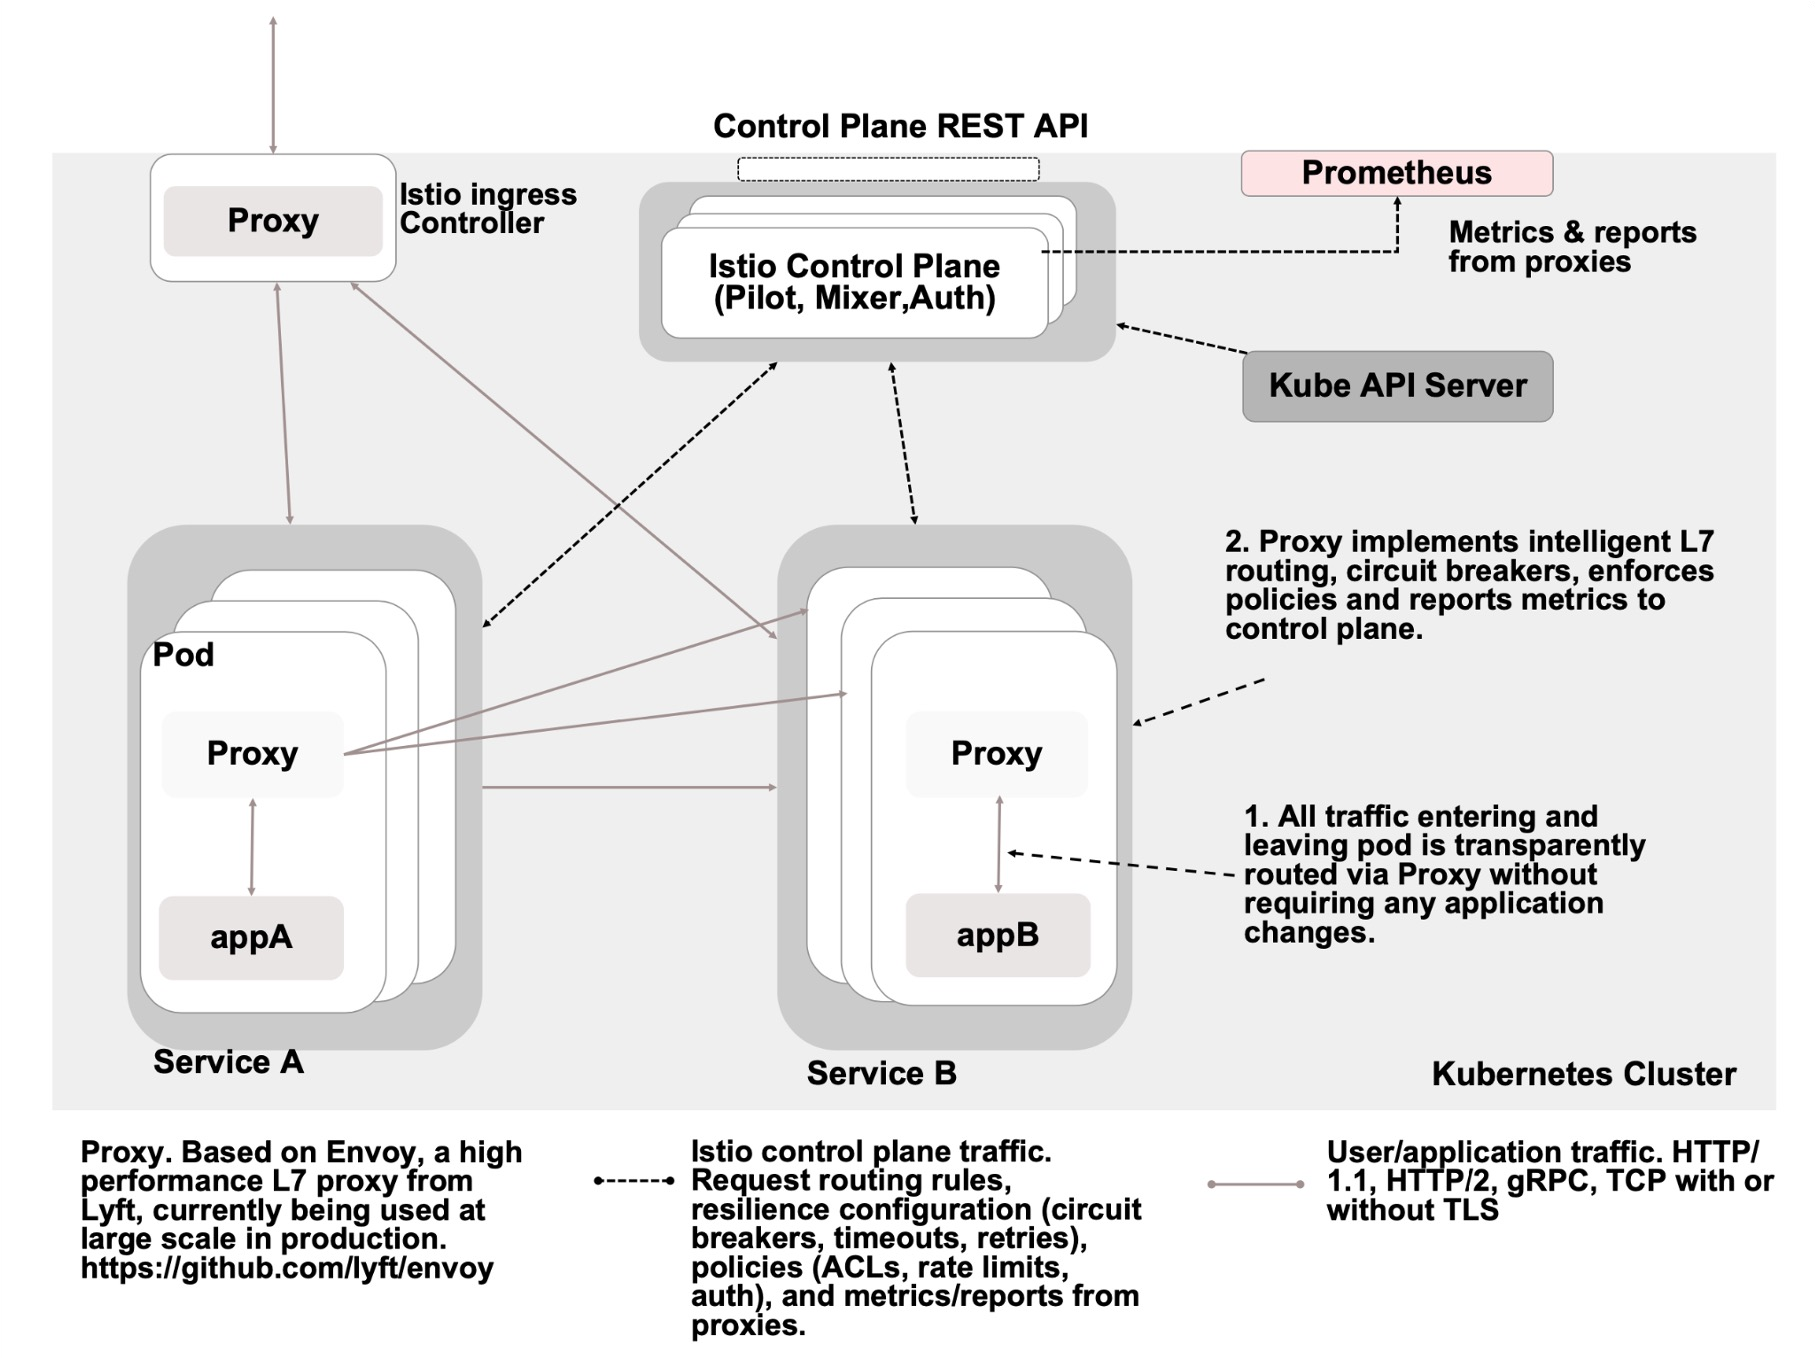 Control Plane REST API
Proxy
Istio ingress
Controller
Prometheus
Metrics & reports
from proxies
Istio Control Plane
(Pilot, Mixer,Auth)
Kube API Server
2. Proxy implements intelligent L7
routing, circuit breakers, enforces
policies and reports metrics to
control plane.
Pod
Proxy
appA
Service A
Proxy
appB
Service B
1. All traffic entering and
leaving pod is transparently
routed via Proxy without
requiring any application
changes.
Kubernetes Cluster
Proxy. Based on Envoy, a high
performance L7 proxy from
Lyft, currently being used at
large scale in production.
https://github.com/lyft/envoy
Istio control plane traffic.
Request routing rules,
resilience configuration (circuit
breakers, timeouts, retries),
policies (ACLs, rate limits,
auth), and metrics/reports from
proxies.
User/application traffic. HTTP/
1.1, HTTP/2, gRPC, TCP with or
without TLS